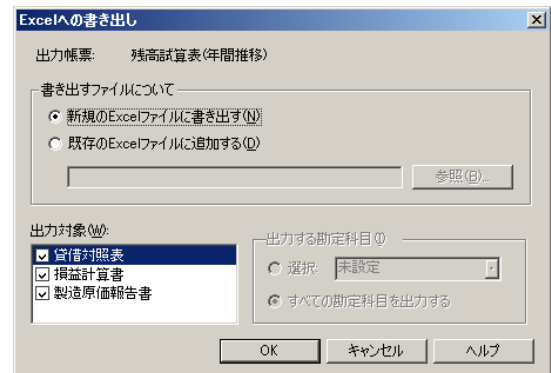 Excelへの書き出し
出力帳票: 残高試算表(年間推移)
書き出すファイルについて
新規のExcelファイルに書き出す(N)
既存のExcelファイルに追加する(D)
参照(B)...
出力対象(W):
貸借対照表
損益計算書
製造原価報告書
出力する勘定科目(I)
選択: 未設定
すべての勘定科目を出力する
OK キャンセル ヘルプ